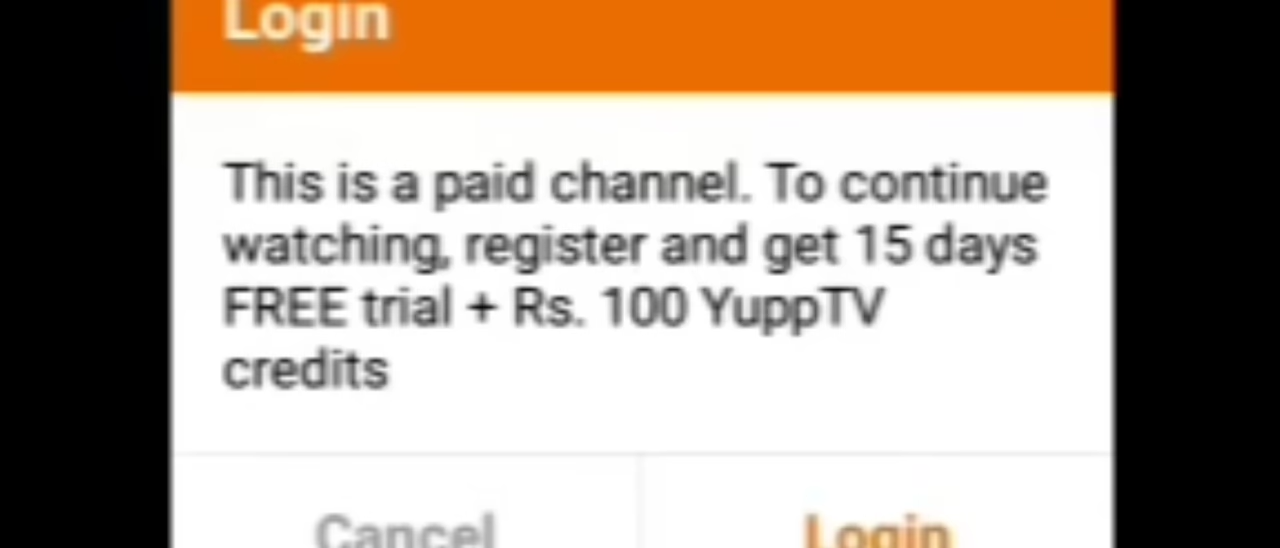 Login
This is a paid channel. To continue
watching, register and get 15 days
FREE trial + Rs. 100 YuppTV
credits
Cancel
Login